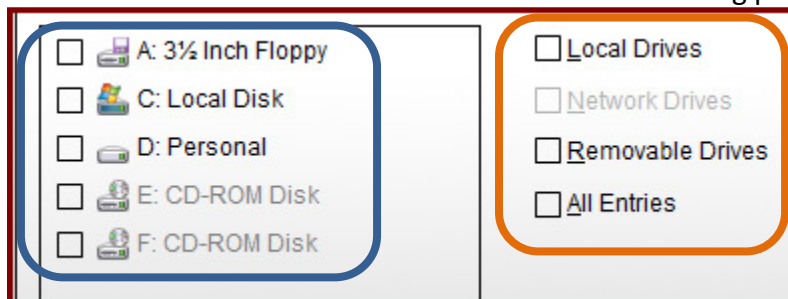 A: 3½ Inch Floppy
C: Local Disk
D: Personal
E: CD-ROM Disk
F: CD-ROM Disk
Local Drives
Network Drives
Removable Drives
All Entries